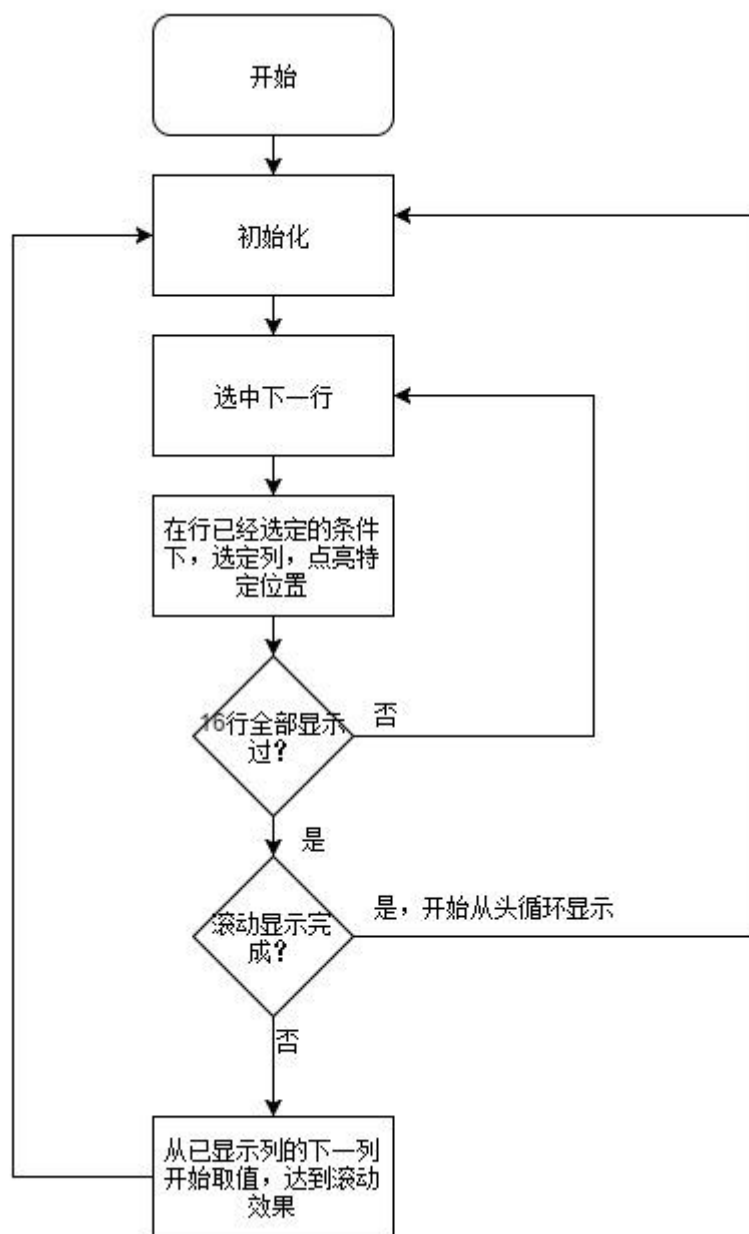 开始
初始化
选中下一行
在行已经选定的条件
下，选定列，点亮特
定位置
16行全部显示
过？
否
是
滚动显示完
成？
是，开始从头循环显示
否
从已显示列的下一列
开始取值，达到滚动
效果